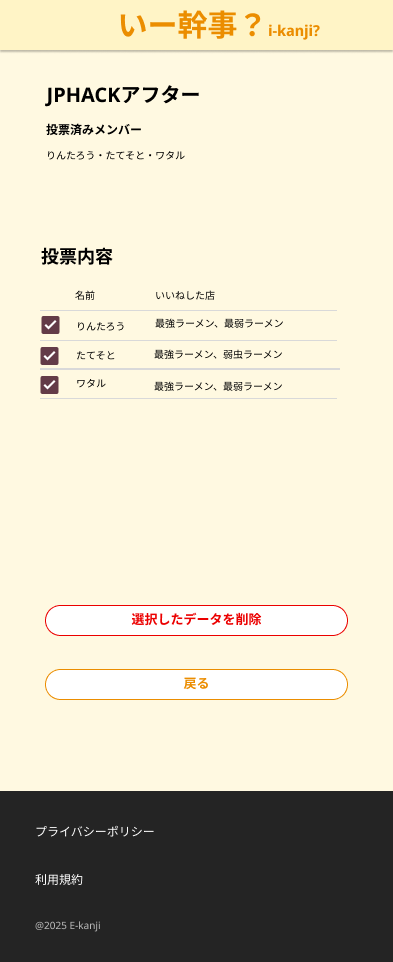 いー幹事？ i-kanji?
JPHACKアフター
投票済みメンバー
りんたろう・たてそと・ワタル
投票内容
名前 いいねした店
りんたろう 最強ラーメン、最弱ラーメン
たてそと 最強ラーメン、弱虫ラーメン
ワタル 最強ラーメン、最弱ラーメン
選択したデータを削除
戻る
プライバシーポリシー
利用規約
@2025 E-kanji